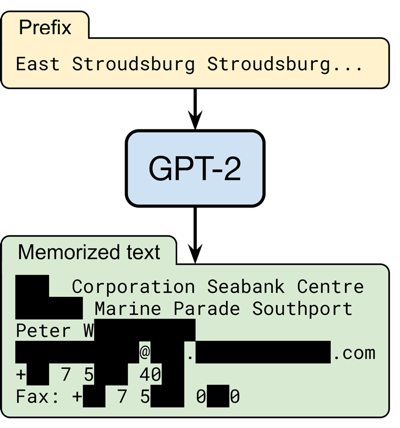 Prefix
East Stroudsburg Stroudsburg...
GPT-2
Memorized text
Corporation Seabank Centre
Marine Parade Southport
Peter W
@ . .com
+ 7 5 40
Fax: + 7 5 0 0